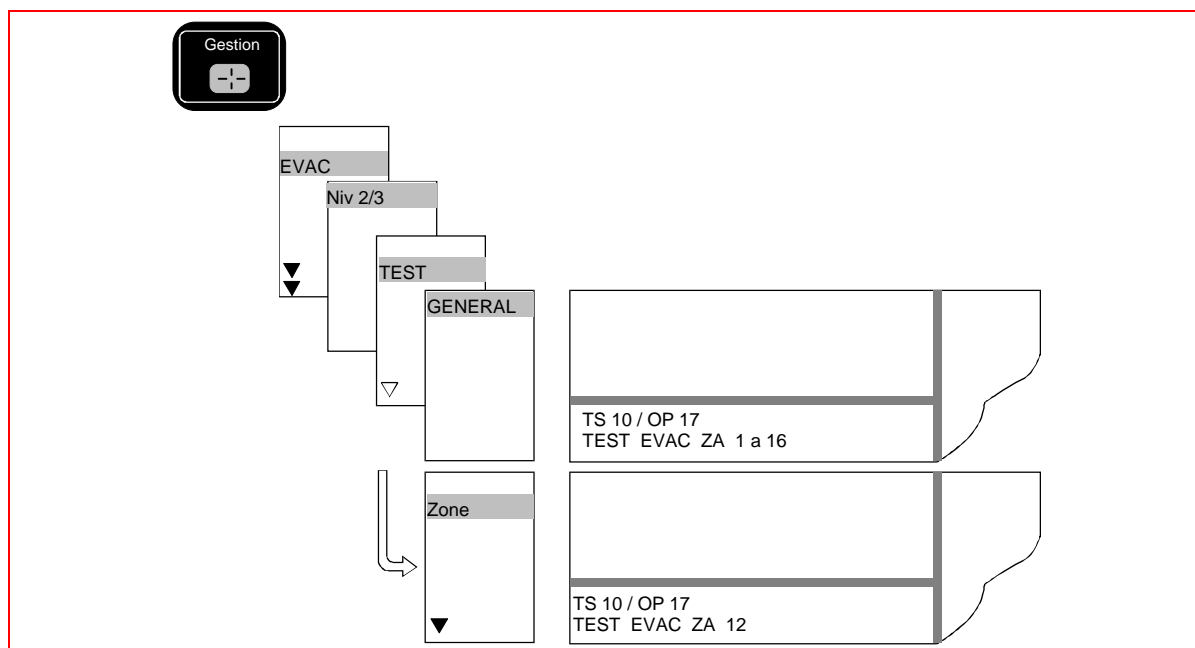 Gestion
EVAC
Niv 2/3
TEST
GENERAL
TS 10 / OP 17
TEST EVAC ZA 1 a 16
Zone
TS 10 / OP 17
TEST EVAC ZA 12